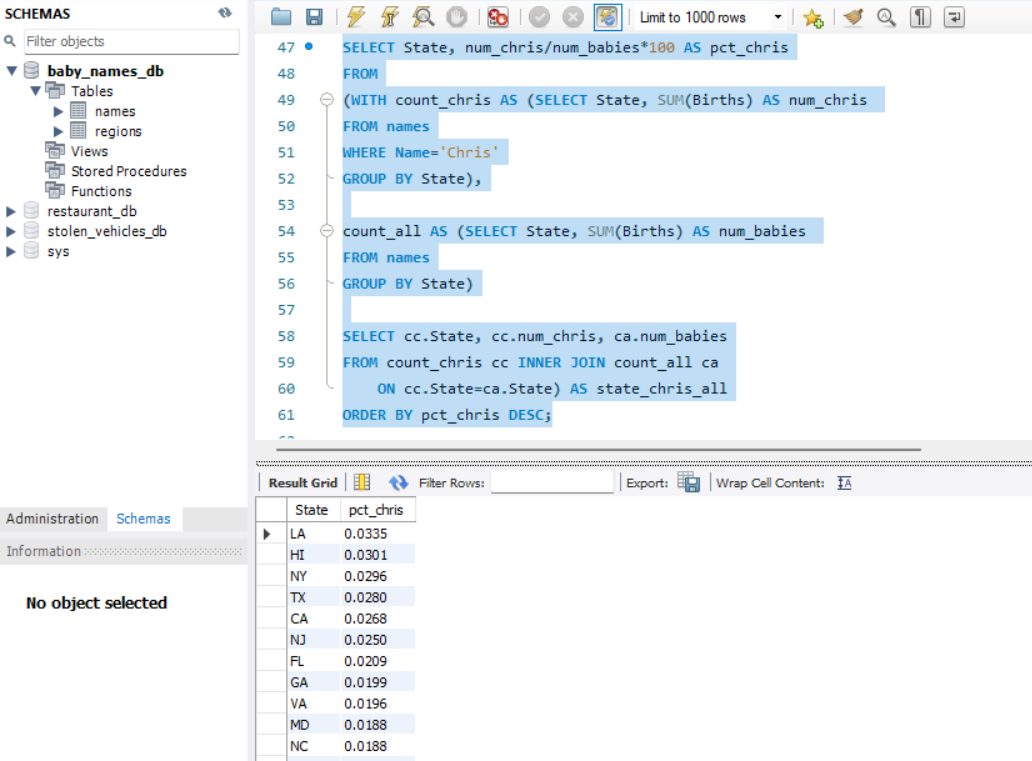 SCHEMAS
Filter objects
baby_names_db
Tables
names
regions
Views
Stored Procedures
Functions
restaurant_db
stolen_vehicles_db
sys
Administration Schemas
Information
No object selected
Limit to 1000 rows
47 SELECT State, num_chris/num_babies*100 AS pct_chris
48 FROM
49 (WITH count_chris AS (SELECT State, SUM(Births) AS num_chris
50 FROM names
51 WHERE Name='Chris'
52 GROUP BY State),
53
54 count_all AS (SELECT State, SUM(Births) AS num_babies
55 FROM names
56 GROUP BY State)
57
58 SELECT cc.State, cc.num_chris, ca.num_babies
59 FROM count_chris cc INNER JOIN count_all ca
60 ON cc.State=ca.State) AS state_chris_all
61 ORDER BY pct_chris DESC;
Result Grid Filter Rows: Export: Wrap Cell Content:
State pct_chris
LA 0.0335
HI 0.0301
NY 0.0296
TX 0.0280
CA 0.0268
NJ 0.0250
FL 0.0209
GA 0.0199
VA 0.0196
MD 0.0188
NC 0.0188